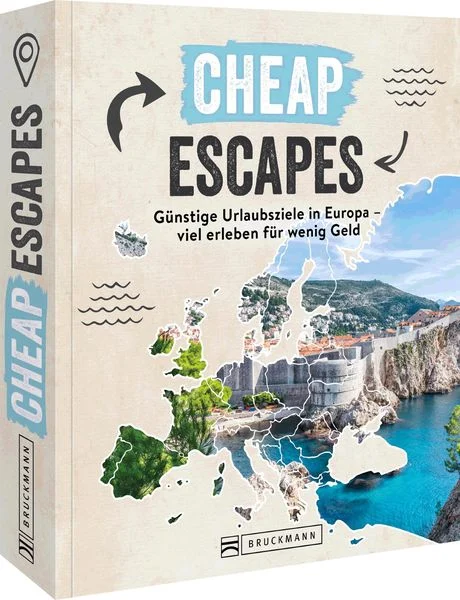 CHEAP
ESCAPES
Günstige Urlaubsziele in Europa –
viel erleben für wenig Geld
BRUCKMANN
CHEAP ESCAPES
BRUCKMANN